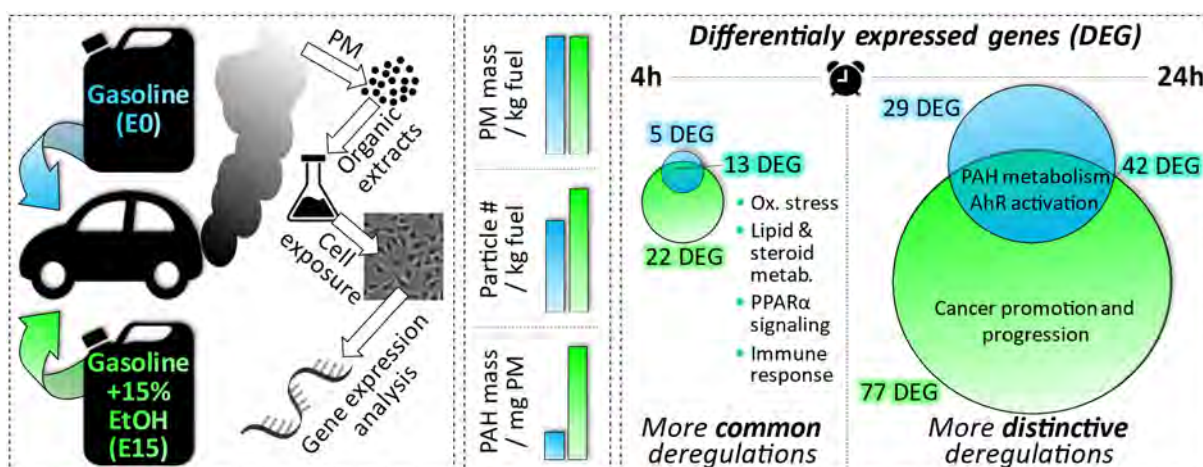 Gasoline
(E0)
Gasoline
+15%
EtOH
(E15)
PM
Organic
extracts
Cell
exposure
Gene expression
analysis
PM mass
/ kg fuel
Particle #
/ kg fuel
PAH mass
/ mg PM
Differentialy expressed genes (DEG)
4h
24h
5 DEG
13 DEG
22 DEG
• Ox. stress
• Lipid &
steroid
metab.
• PPARα
signaling
• Immune
response
More common
deregulations
29 DEG
42 DEG
PAH metabolism
AhR activation
Cancer promotion and
progression
77 DEG
More distinctive
deregulations